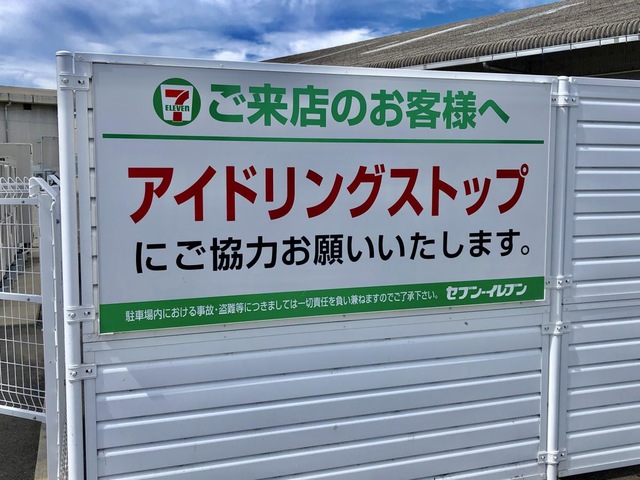 7
ELEVEN
ご来店のお客様へ
アイドリングストップ
にご協力お願いいたします。
駐車場内における事故・盗難等につきましては一切責任を負い兼ねますのでご了承下さい。
セブン-イレブン